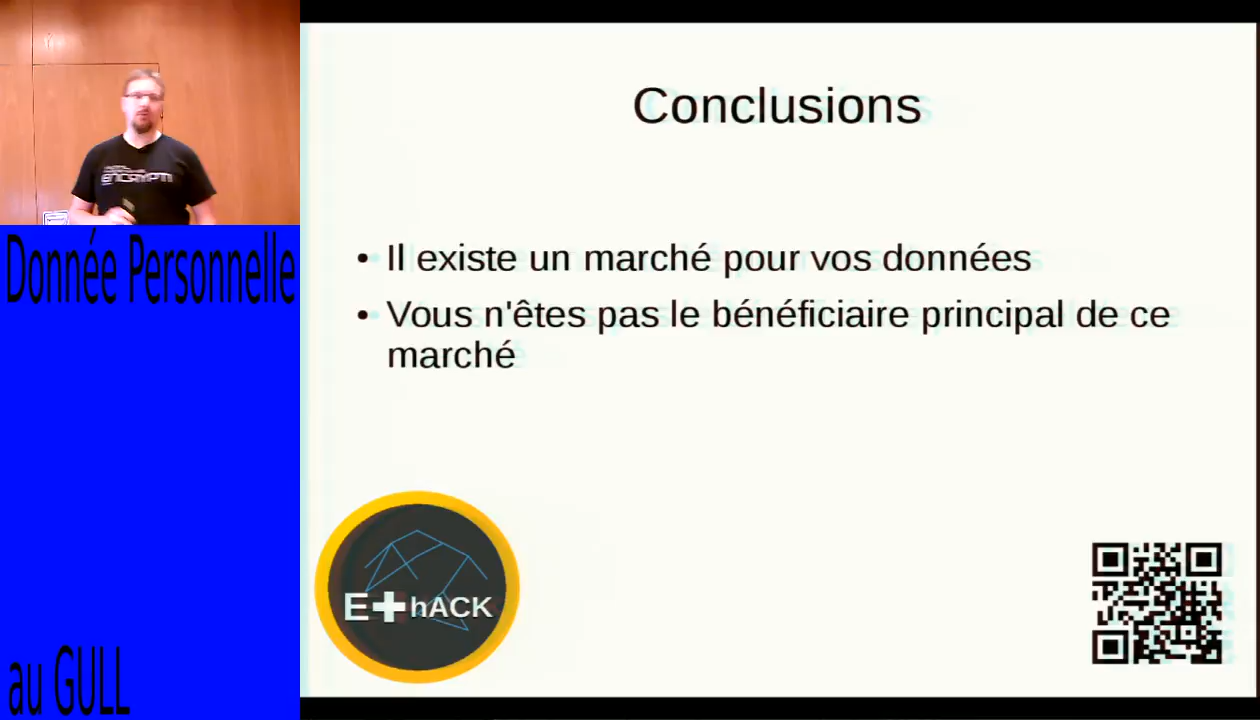 Conclusions
• Il existe un marché pour vos données
• Vous n'êtes pas le bénéficiaire principal de ce
marché
Donnée Personnelle
au GULL
E+hACK